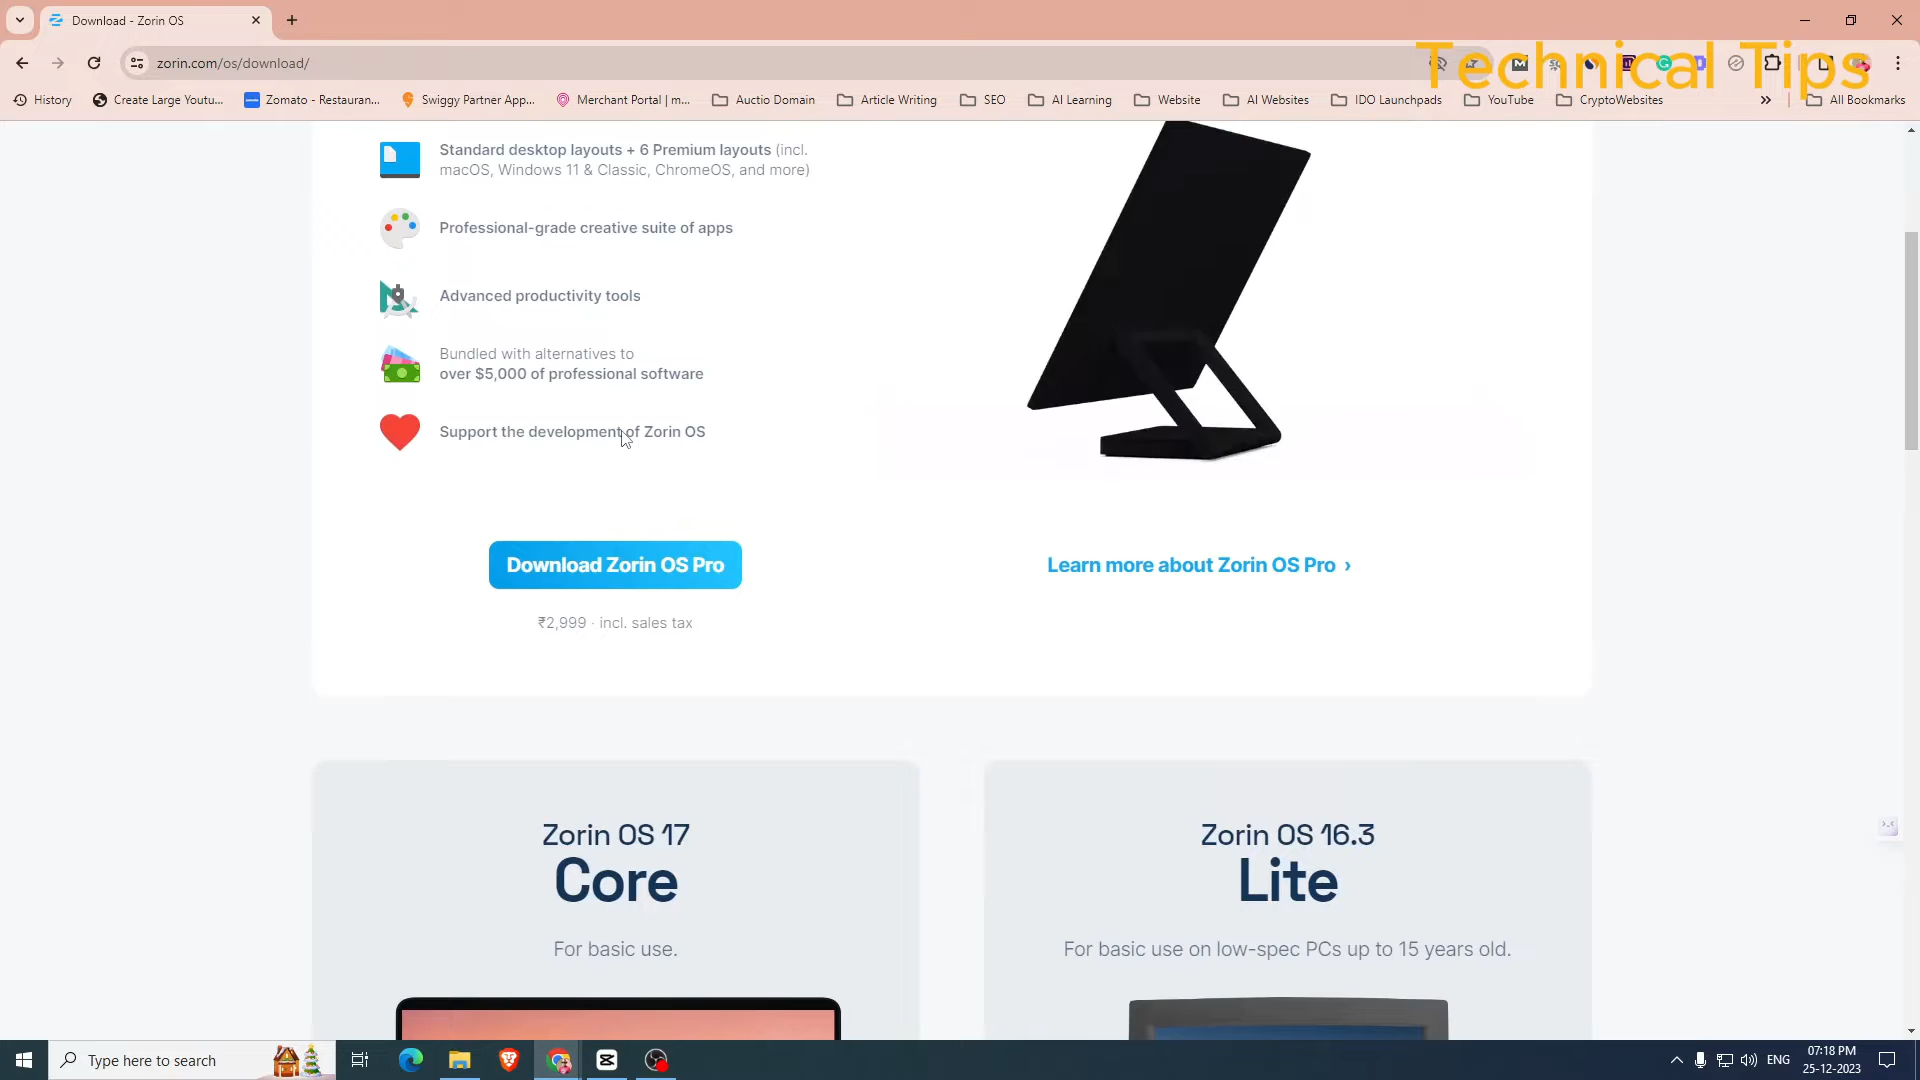 Download - Zorin OS
zorin.com/os/download/
Technical Tips
History
Create Large Youtu...
Zomato - Restauran...
Swiggy Partner App...
Merchant Portal | m...
Auctio Domain
Article Writing
SEO
AI Learning
Website
AI Websites
IDO Launchpads
YouTube
CryptoWebsites
All Bookmarks
Standard desktop layouts + 6 Premium layouts (incl.
macOS, Windows 11 & Classic, ChromeOS, and more)
Professional-grade creative suite of apps
Advanced productivity tools
Bundled with alternatives to
over $5,000 of professional software
Support the development of Zorin OS
Download Zorin OS Pro
Learn more about Zorin OS Pro ›
₹2,999 · incl. sales tax
Zorin OS 17
Core
For basic use.
Zorin OS 16.3
Lite
For basic use on low-spec PCs up to 15 years old.
Type here to search
ENG
07:18 PM
25-12-2023